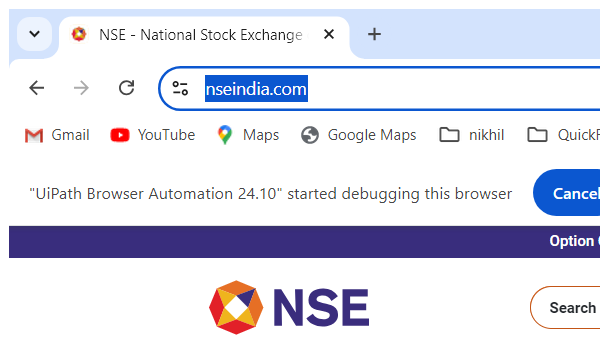 NSE - National Stock Exchange
nseindia.com
Gmail YouTube Maps Google Maps nikhil
"UiPath Browser Automation 24.10" started debugging this browser Cancel
Option
NSE Search